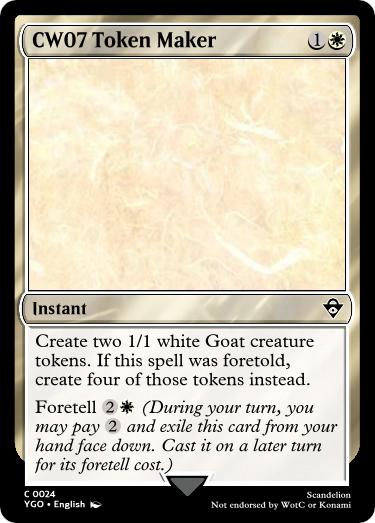 CW07 Token Maker 1
Instant
Create two 1/1 white Goat creature
tokens. If this spell was foretold,
create four of those tokens instead.
Foretell 2 (During your turn, you
may pay 2 and exile this card from your
hand face down. Cast it on a later turn
for its foretell cost.)
C 0024
YGO • English
Scandelion
Not endorsed by WotC or Konami